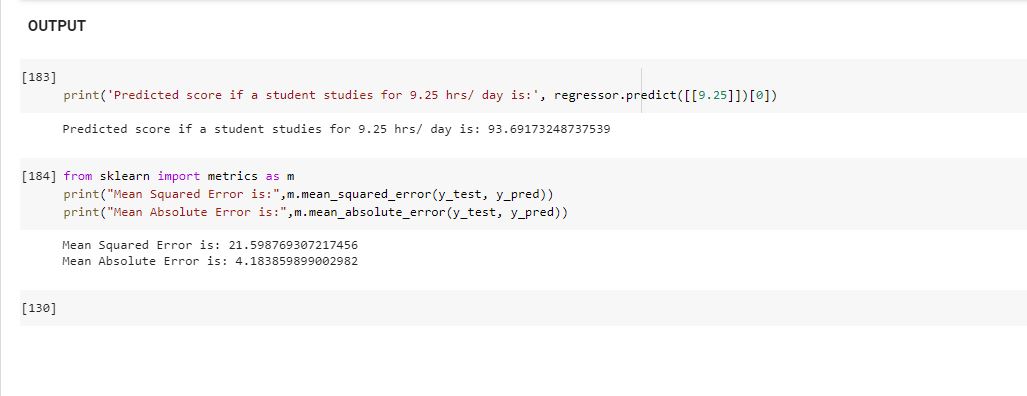 OUTPUT
[183]
print('Predicted score if a student studies for 9.25 hrs/ day is:', regressor.predict([[9.25]])[0])
Predicted score if a student studies for 9.25 hrs/ day is: 93.69173248737539
[184] from sklearn import metrics as m
print("Mean Squared Error is:",m.mean_squared_error(y_test, y_pred))
print("Mean Absolute Error is:",m.mean_absolute_error(y_test, y_pred))
Mean Squared Error is: 21.598769307217456
Mean Absolute Error is: 4.183859899002982
[130]